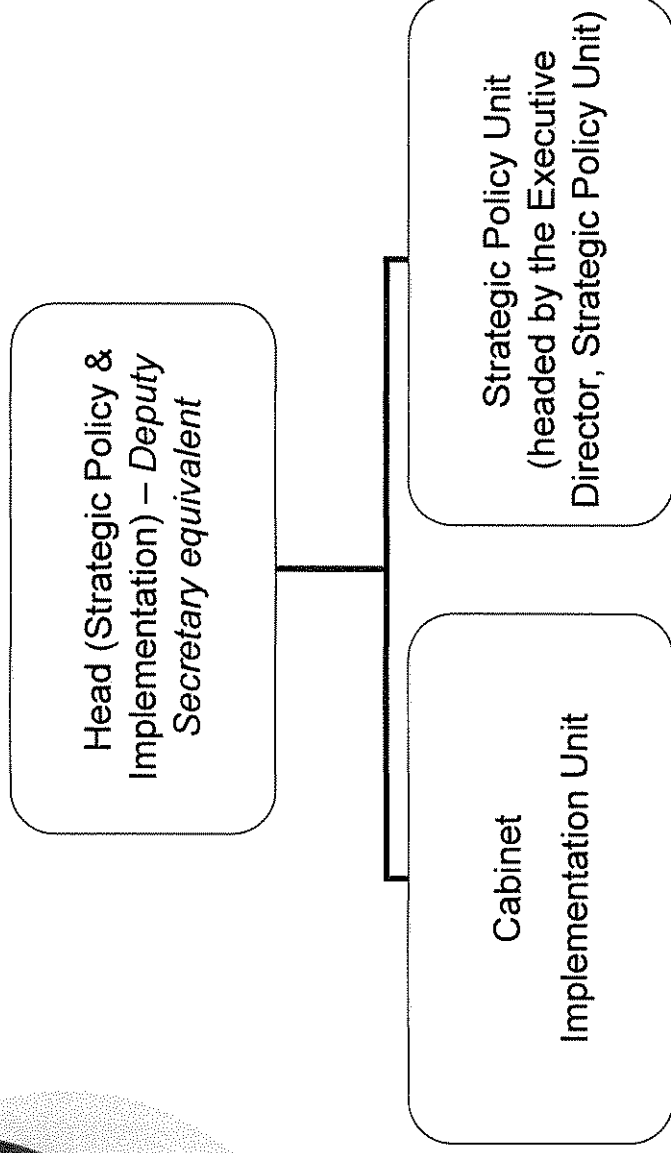 Head (Strategic Policy &
Implementation) – Deputy
Secretary equivalent
Cabinet
Implementation Unit
Strategic Policy Unit
(headed by the Executive
Director, Strategic Policy Unit)